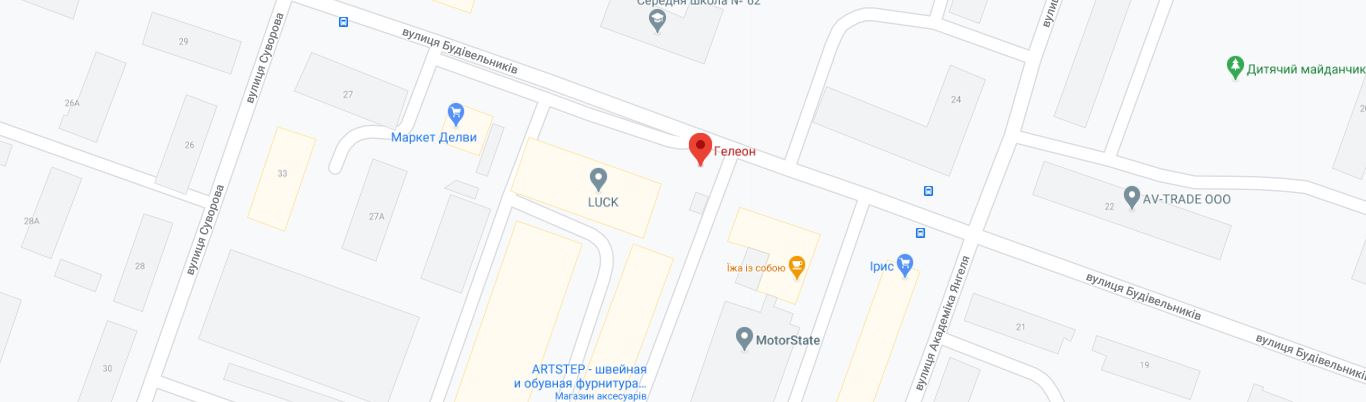 Середня школа № 62
вулиця Суворова
вулиця Будівельників
29
26А
27
Маркет Делви
24
Дитячий майданчик
26
33
Гелеон
LUCK
22
AV-TRADE ООО
28А
27А
28
вулиця Суворова
Їжа із собою
Ірис
вулиця Академіка Янгеля
вулиця Будівельників
21
MotorState
вулиця Будівельників
30
ARTSTEP - швейная
и обувная фурнитура...
Магазин аксесуарів
19